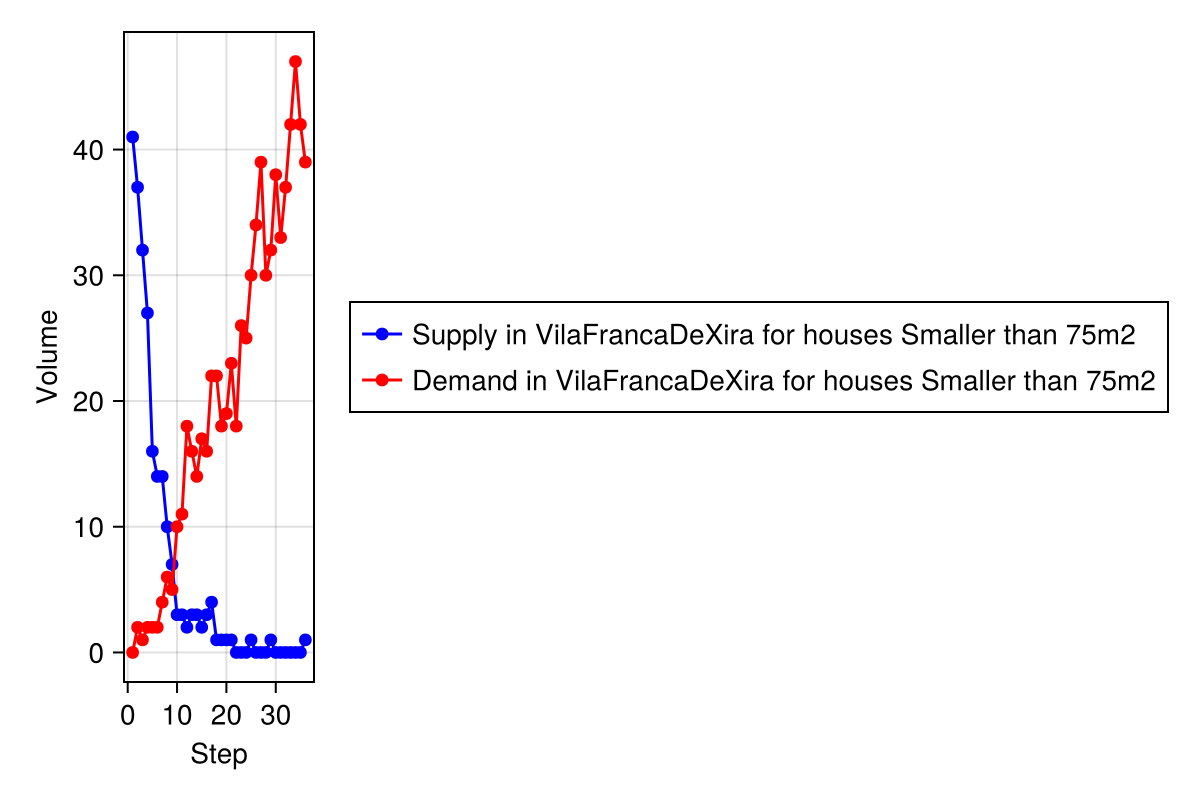 Volume
40
30
20
10
0
0 10 20 30
Step
Supply in VilaFrancaDeXira for houses Smaller than 75m2
Demand in VilaFrancaDeXira for houses Smaller than 75m2